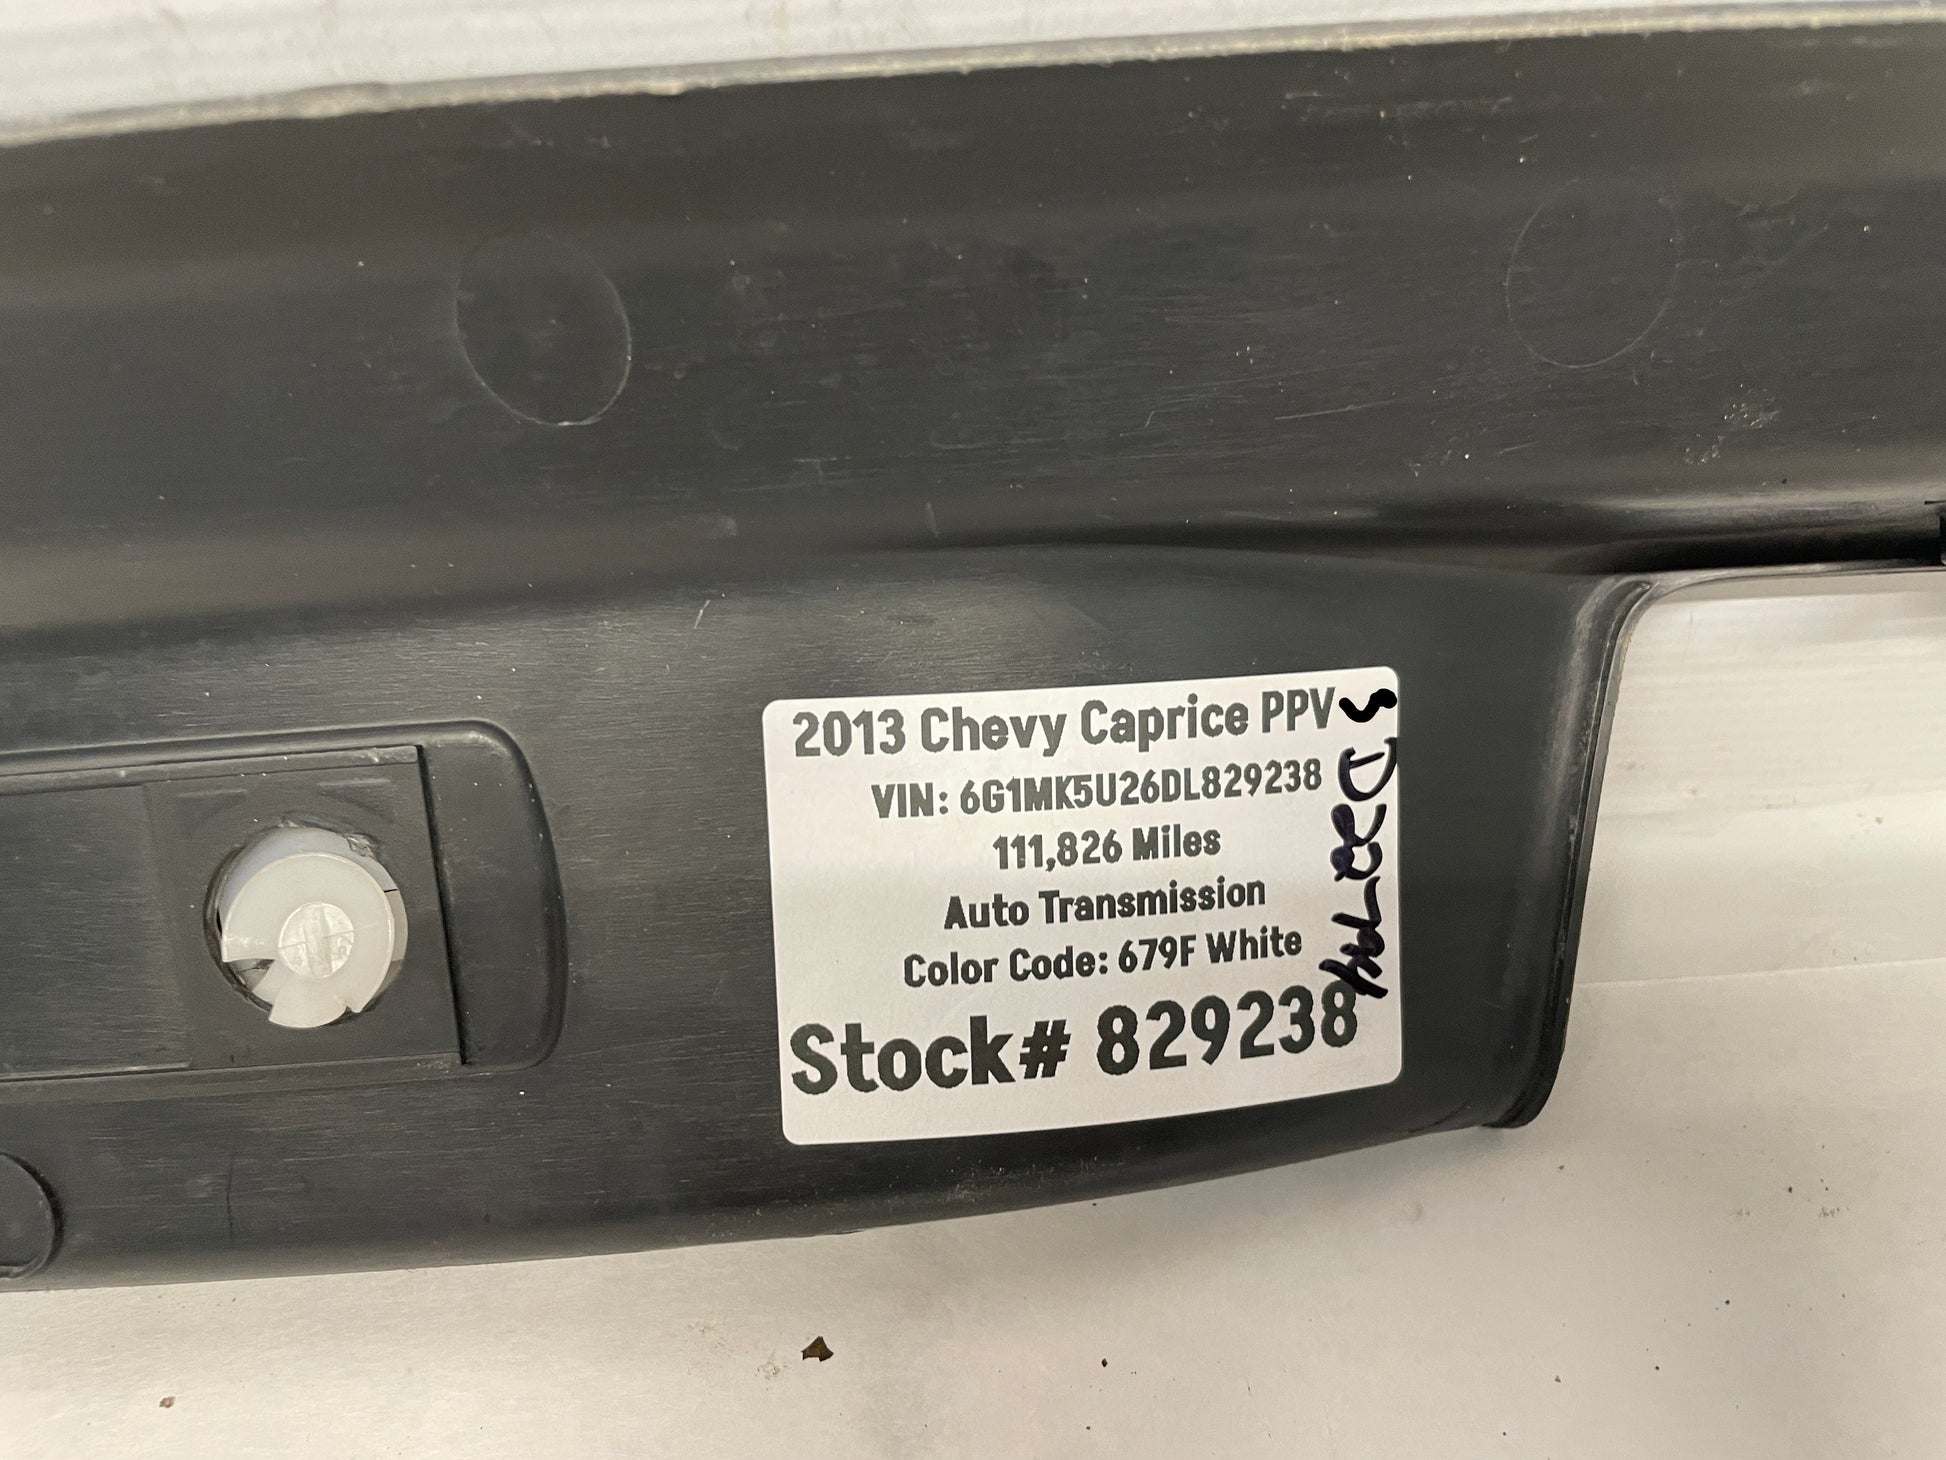 2013 Chevy Caprice PPV
VIN: 6G1MK5U26DL829238
111,826 Miles
Auto Transmission
Color Code: 679F White
Stock# 829238